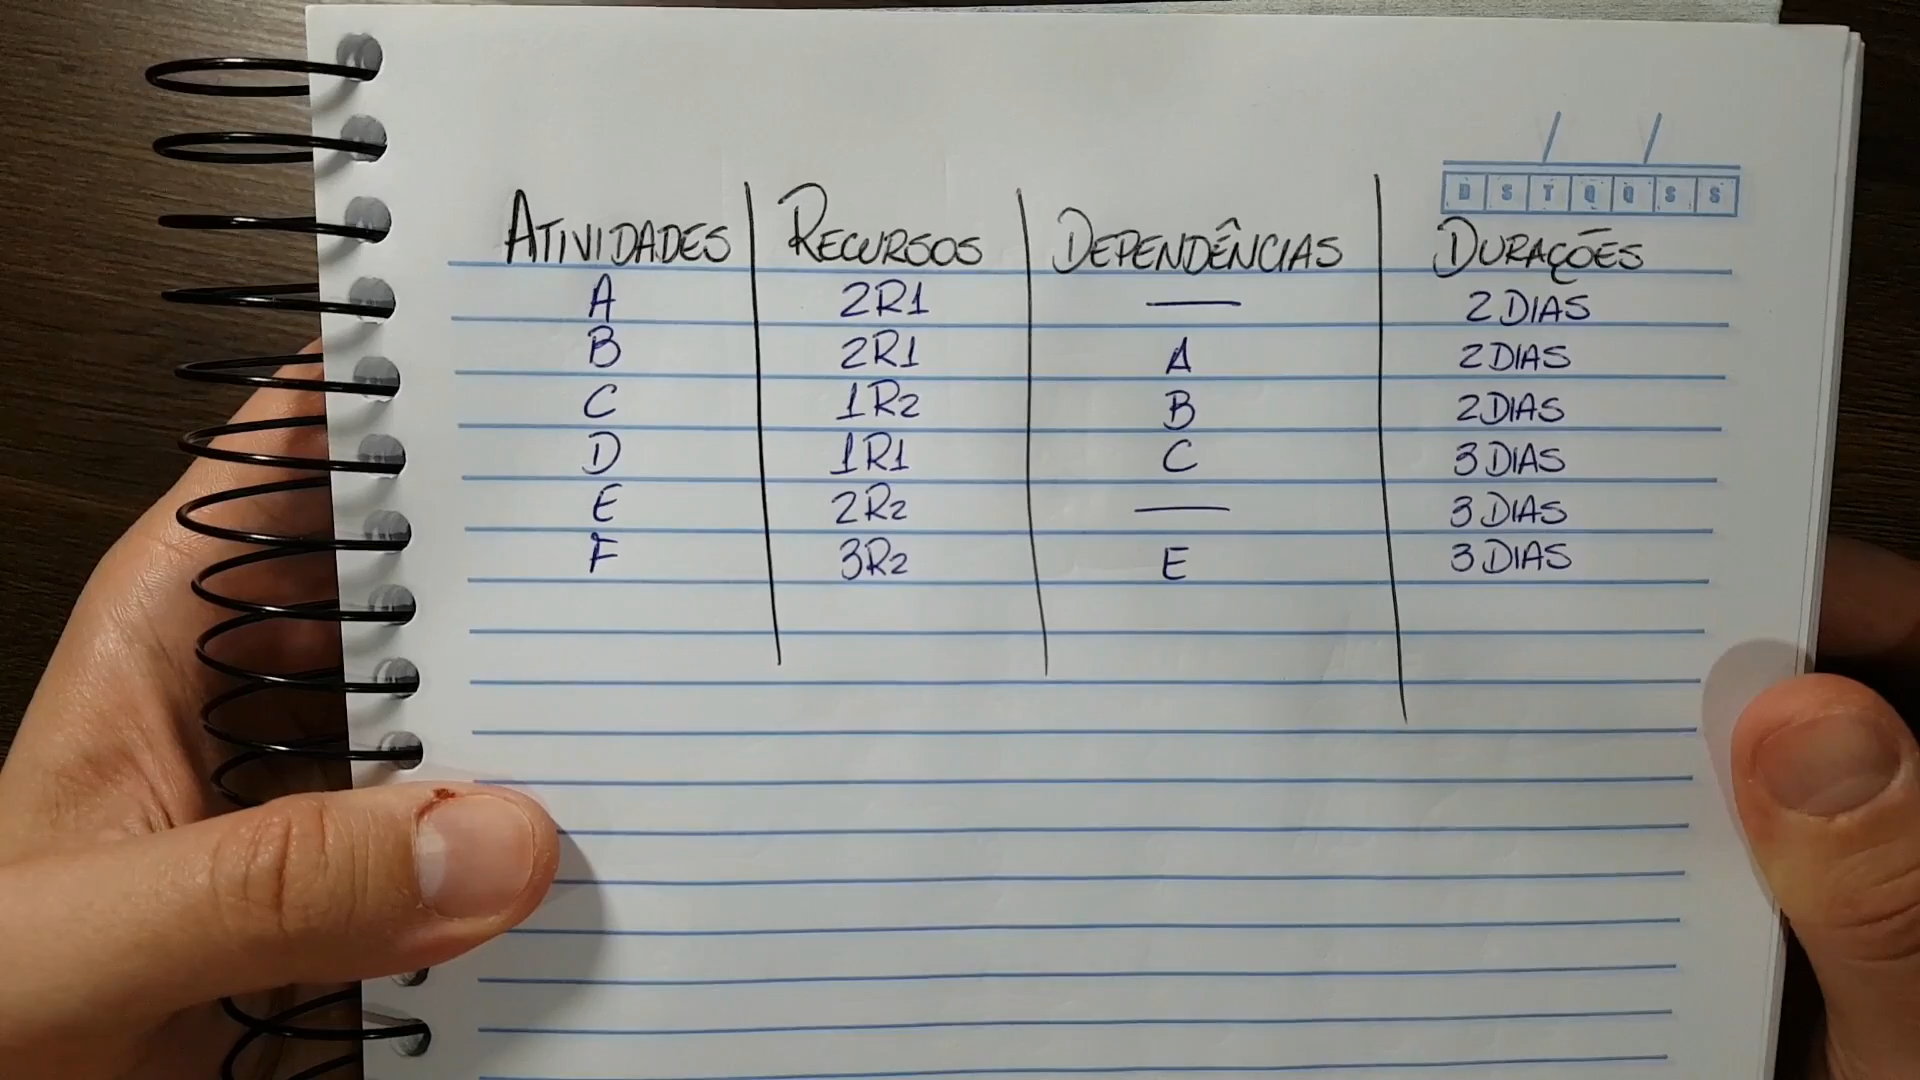 / /
D S T Q Q S S
ATIVIDADES RECURSOS DEPENDÊNCIAS DURAÇÕES
A 2R1 — 2 DIAS
B 2R1 A 2 DIAS
C 1R2 B 2 DIAS
D 1R1 C 3 DIAS
E 2R2 — 3 DIAS
F 3R2 E 3 DIAS